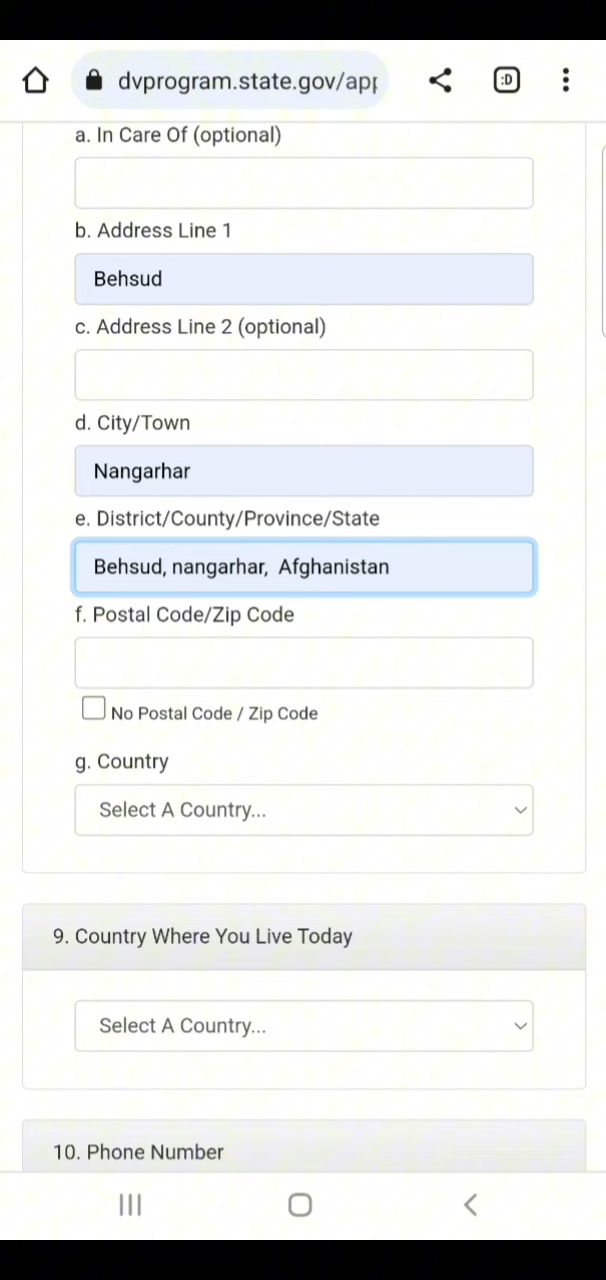 dvprogram.state.gov/app
:D
a. In Care Of (optional)
b. Address Line 1
Behsud
c. Address Line 2 (optional)
d. City/Town
Nangarhar
e. District/County/Province/State
Behsud, nangarhar,  Afghanistan
f. Postal Code/Zip Code
No Postal Code / Zip Code
g. Country
Select A Country...
9. Country Where You Live Today
Select A Country...
10. Phone Number